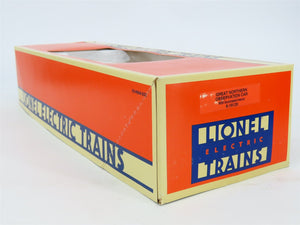 LIONEL ELECTRIC TRAINS
GREAT NORTHERN
OBSERVATION CAR
LIONEL
ELECTRIC
TRAINS